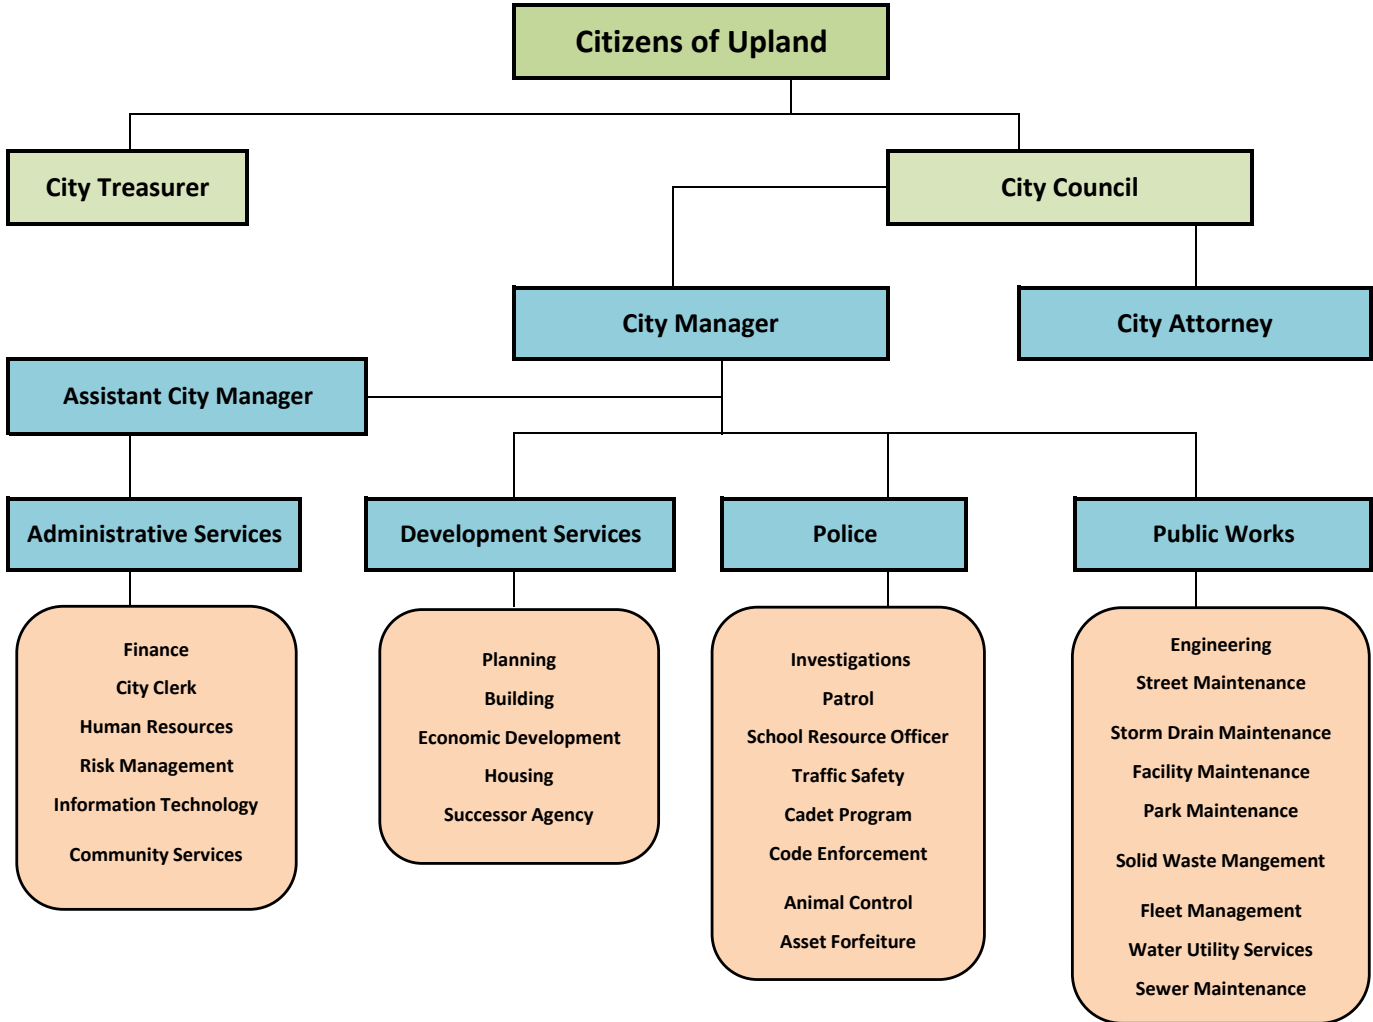 Citizens of Upland
City Treasurer
City Council
City Manager
City Attorney
Assistant City Manager
Administrative Services
Development Services
Police
Public Works
Finance
City Clerk
Human Resources
Risk Management
Information Technology
Community Services
Planning
Building
Economic Development
Housing
Successor Agency
Investigations
Patrol
School Resource Officer
Traffic Safety
Cadet Program
Code Enforcement
Animal Control
Asset Forfeiture
Engineering
Street Maintenance
Storm Drain Maintenance
Facility Maintenance
Park Maintenance
Solid Waste Mangement
Fleet Management
Water Utility Services
Sewer Maintenance